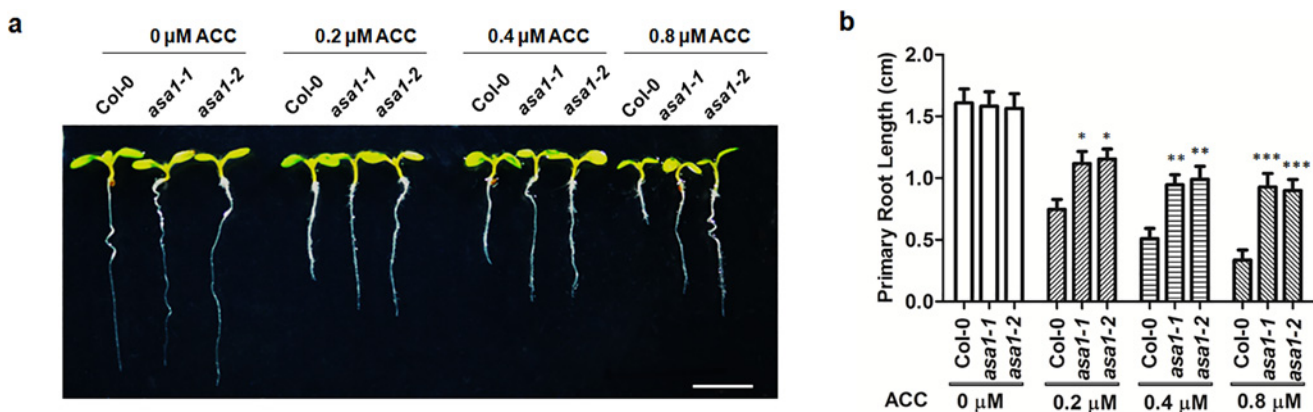 a
0 μM ACC 0.2 μM ACC 0.4 μM ACC 0.8 μM ACC
Col-0 asa1-1 asa1-2 Col-0 asa1-1 asa1-2 Col-0 asa1-1 asa1-2 Col-0 asa1-1 asa1-2
b
Primary Root Length (cm)
2.0
1.5
1.0
0.5
0.0
* * ** ** *** ***
Col-0 asa1-1 asa1-2 Col-0 asa1-1 asa1-2 Col-0 asa1-1 asa1-2 Col-0 asa1-1 asa1-2
ACC 0 μM 0.2 μM 0.4 μM 0.8 μM